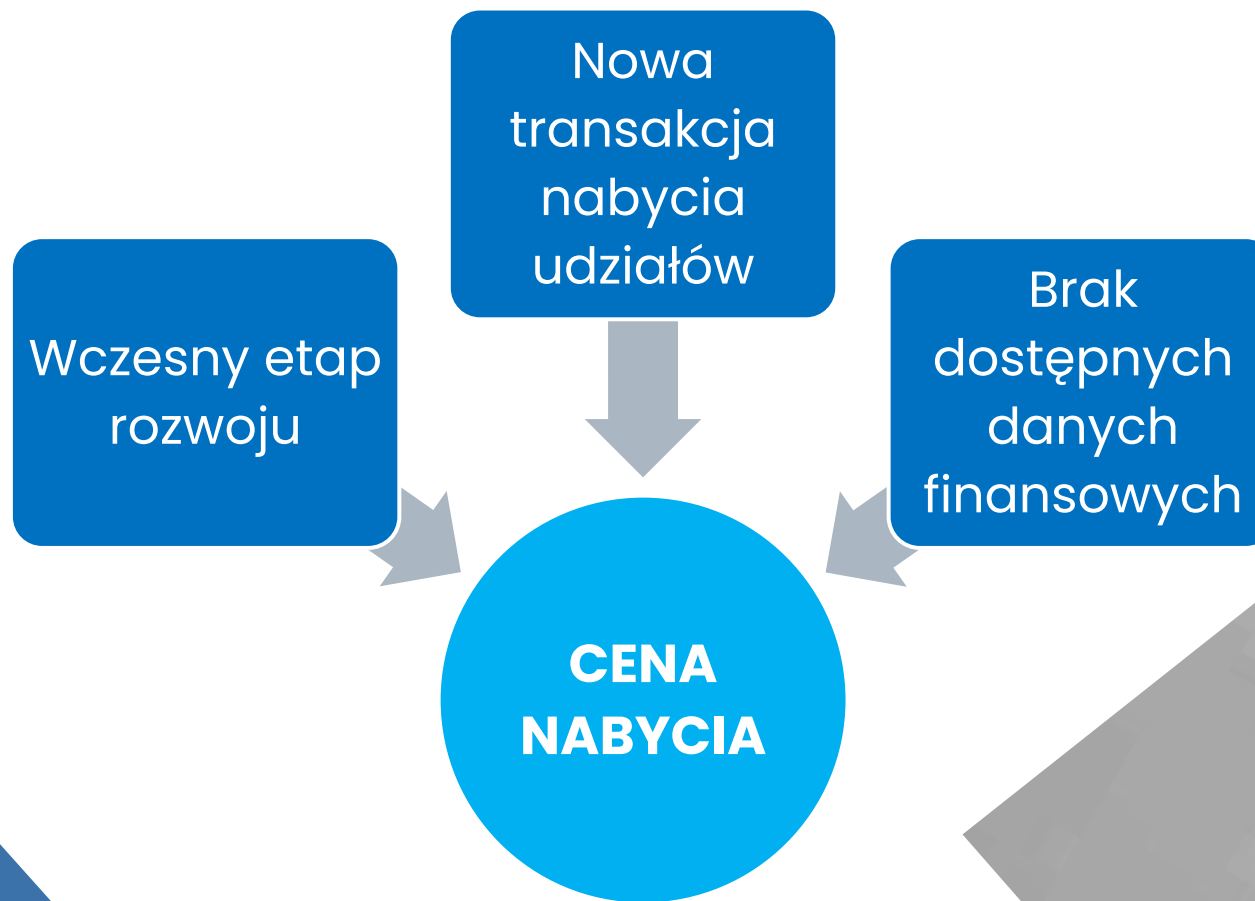 Nowa
transakcja
nabycia
udziałów
Wczesny etap
rozwoju
Brak
dostępnych
danych
finansowych
CENA
NABYCIA